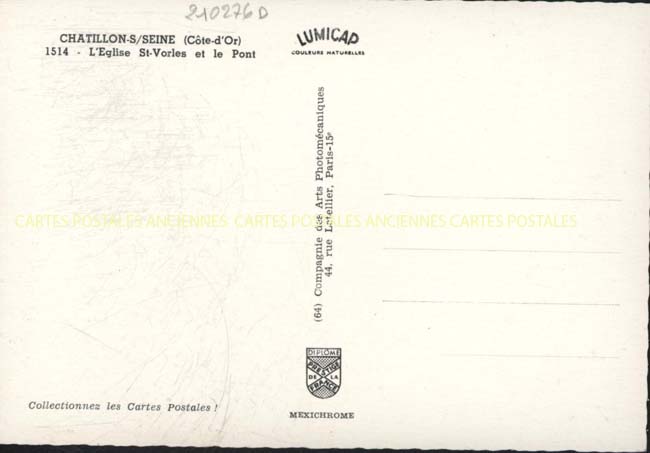 210276D
CHATILLON-S/SEINE (Côte-d'Or)
1514 - L'Eglise St-Vorles et le Pont
LUMICAP
COULEURS NATURELLES
(64) Compagnie des Arts Photomécaniques
44, rue Letellier, Paris-15e
CARTES POSTALES ANCIENNES CARTES POSTALES ANCIENNES CARTES POSTALES
DIPLOME
PRESTIGE
DE LA
FRANCE
Collectionnez les Cartes Postales !
MEXICHROME